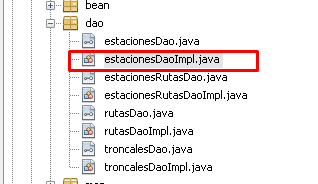 bean
dao
estacionesDao.java
estacionesDaoImpl.java
estacionesRutasDao.java
estacionesRutasDaoImpl.java
rutasDao.java
rutasDaoImpl.java
troncalesDao.java
troncalesDaoImpl.java